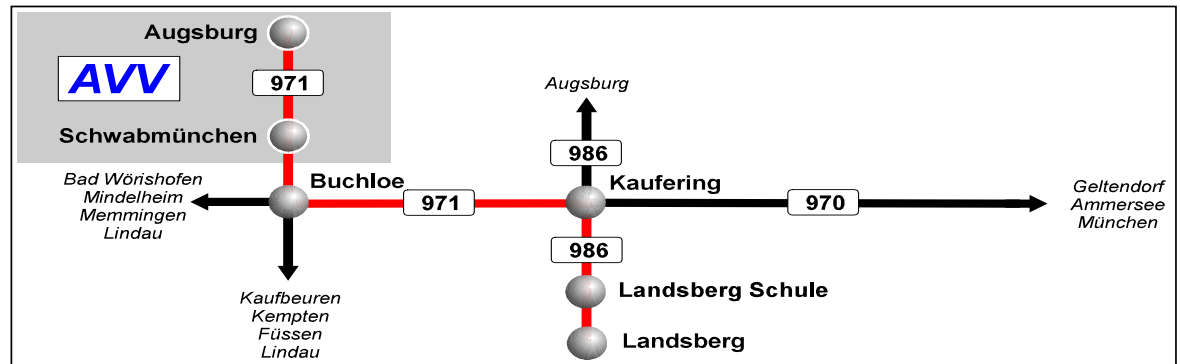 Augsburg
AVV
971
Augsburg
Schwabmünchen
986
Bad Wörishofen
Mindelheim
Memmingen
Lindau
Buchloe
971
Kaufering
970
Geltendorf
Ammersee
München
986
Kaufbeuren
Kempten
Füssen
Lindau
Landsberg Schule
Landsberg